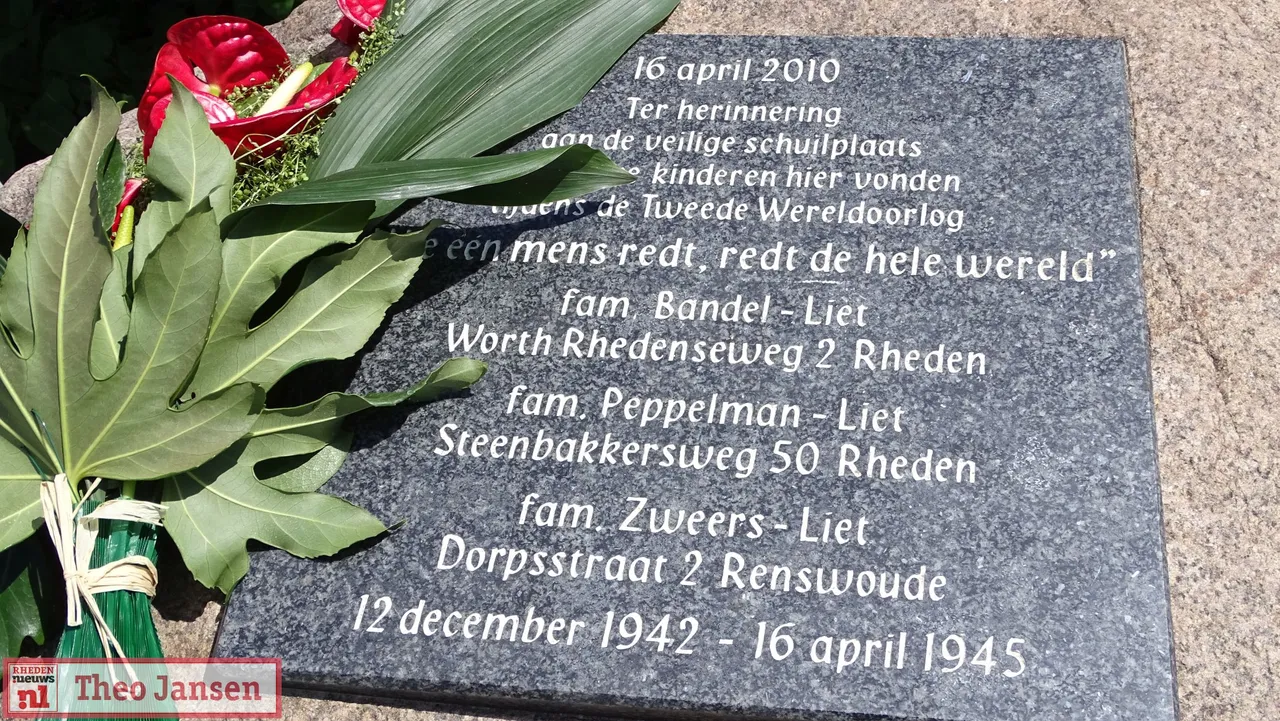 16 april 2010
Ter herinnering
aan de veilige schuilplaats
kinderen hier vonden
tijdens de Tweede Wereldoorlog
één mens redt, redt de hele wereld”
fam. Bandel - Liet
Worth Rhedenseweg 2 Rheden
fam. Peppelman - Liet
Steenbakkersweg 50 Rheden
fam. Zweers - Liet
Dorpsstraat 2 Renswoude
12 december 1942 - 16 april 1945
RHEDEN
nieuws
.nl
Theo Jansen